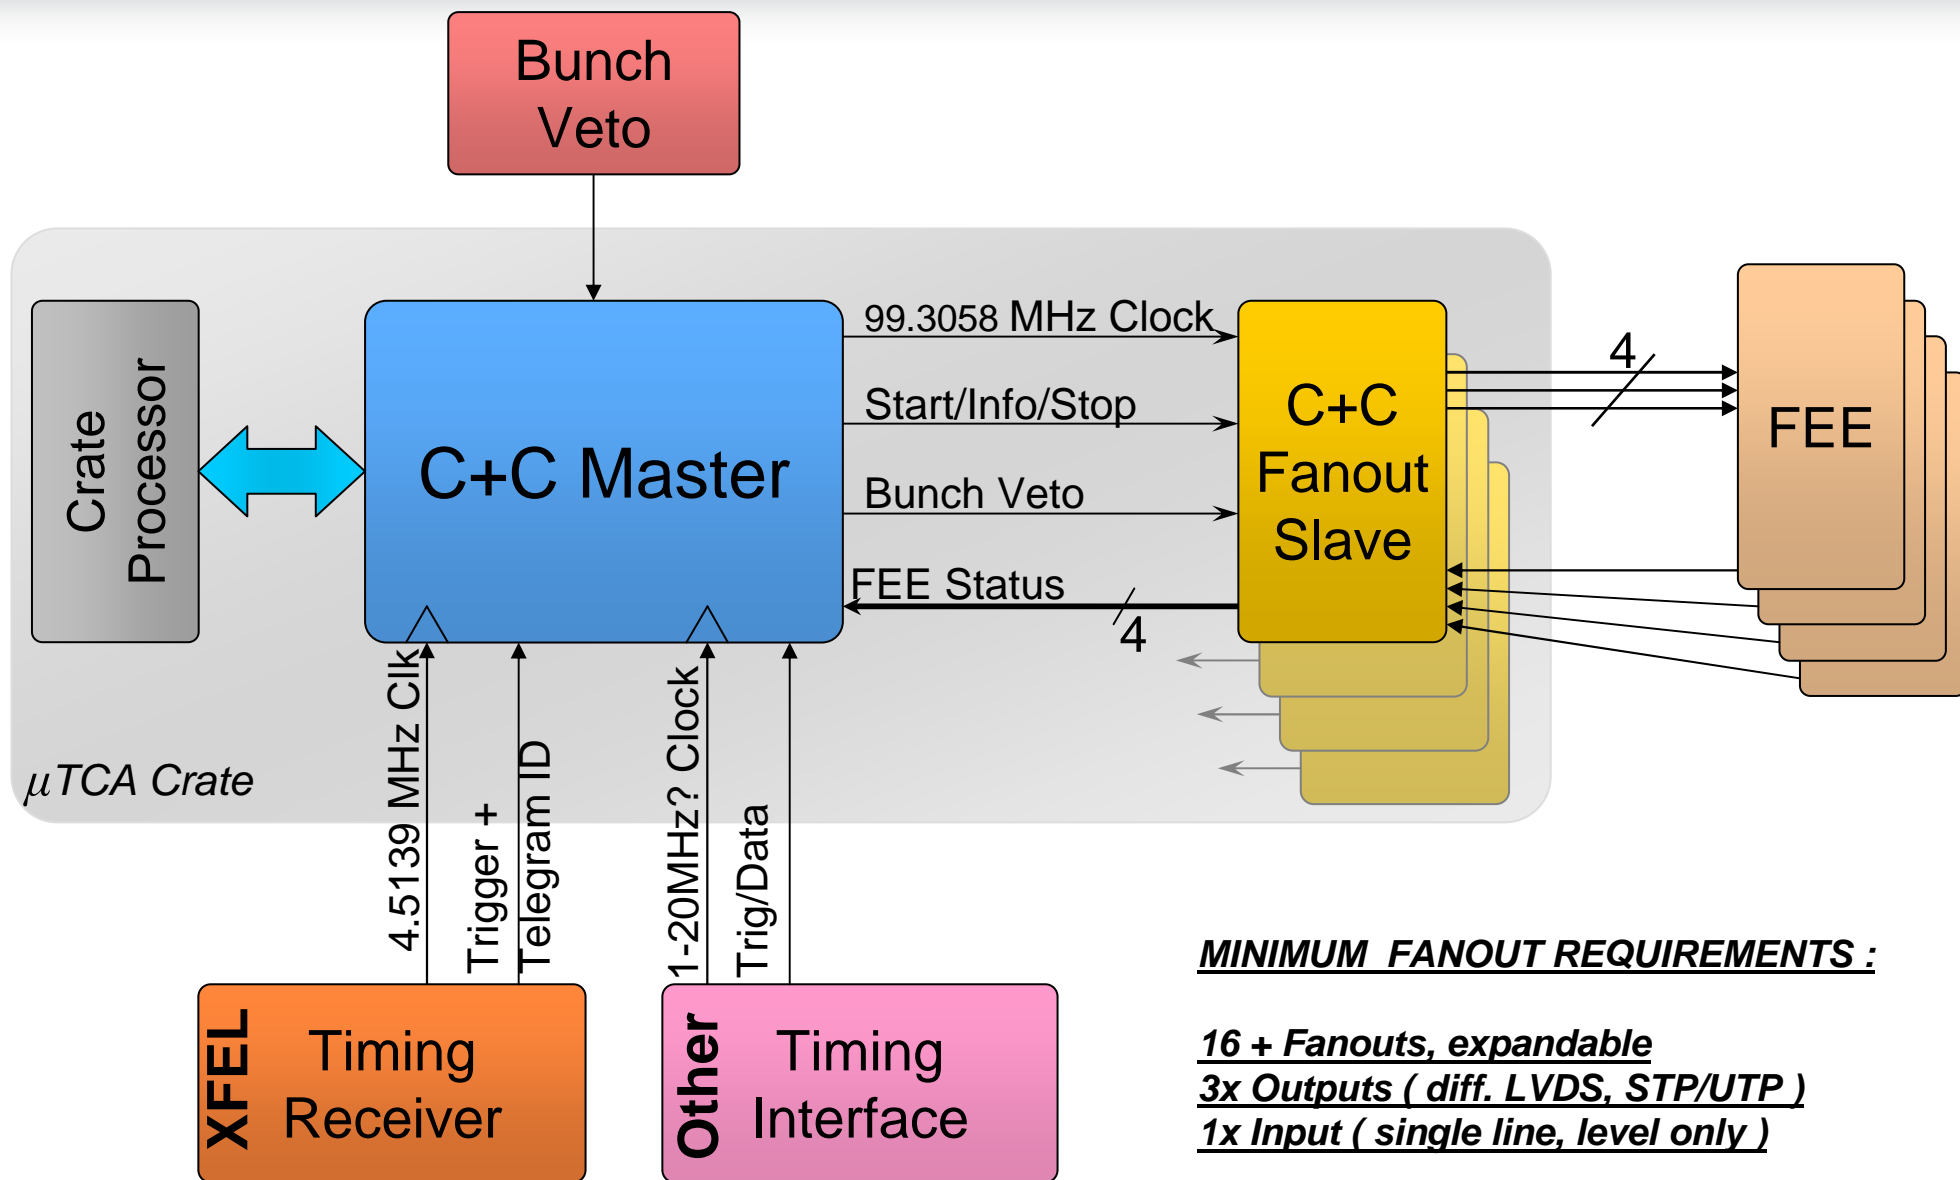 Bunch
Veto
Crate
Processor
C+C Master
99.3058 MHz Clock
Start/Info/Stop
Bunch Veto
FEE Status
4
C+C
Fanout
Slave
4
FEE
μTCA Crate
4.5139 MHz Clk
Trigger +
Telegram ID
1-20MHz? Clock
Trig/Data
XFEL
Timing
Receiver
Other
Timing
Interface
MINIMUM FANOUT REQUIREMENTS :
16 + Fanouts, expandable
3x Outputs ( diff. LVDS, STP/UTP )
1x Input ( single line, level only )